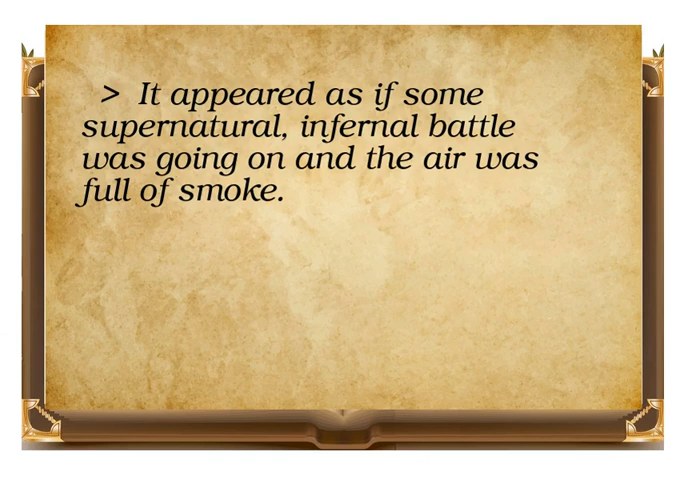 > It appeared as if some
supernatural, infernal battle
was going on and the air was
full of smoke.